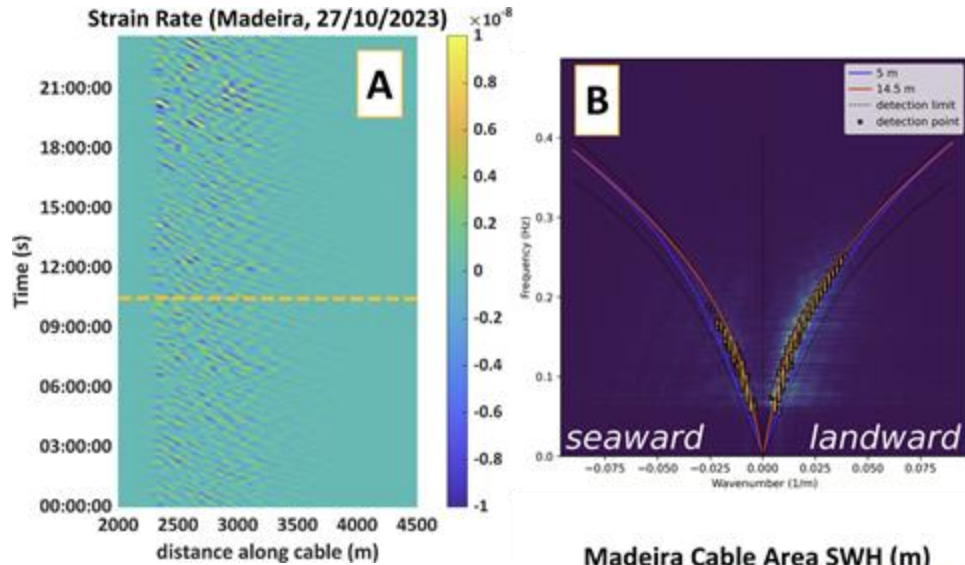 Strain Rate (Madeira, 27/10/2023)
×10⁻⁸
A
Time (s)
21:00:00
18:00:00
15:00:00
12:00:00
09:00:00
06:00:00
03:00:00
00:00:00
2000 2500 3000 3500 4000 4500
distance along cable (m)
1
0.8
0.6
0.4
0.2
0
-0.2
-0.4
-0.6
-0.8
-1
B
5 m
14.5 m
detection limit
detection point
Frequency (Hz)
0.4
0.3
0.2
0.1
0.0
seaward landward
−0.075 −0.050 −0.025 0.000 0.025 0.050 0.075
Wavenumber (1/m)
Madeira Cable Area SWH (m)